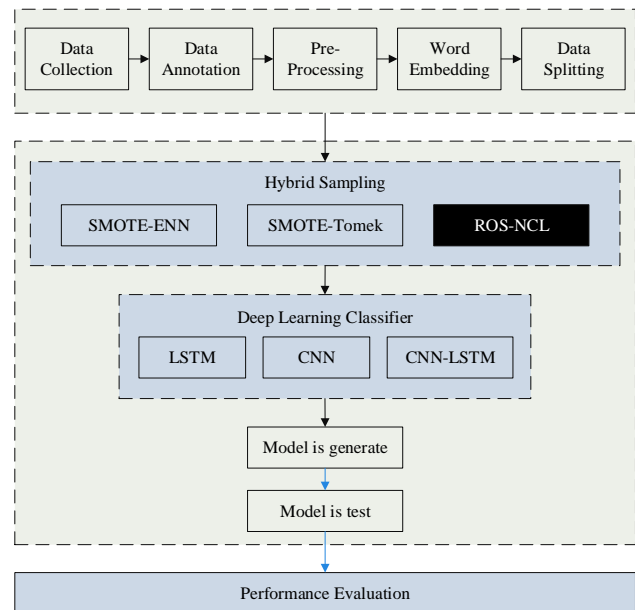 Data
Collection
Data
Annotation
Pre-
Processing
Word
Embedding
Data
Splitting
Hybrid Sampling
SMOTE-ENN
SMOTE-Tomek
ROS-NCL
Deep Learning Classifier
LSTM
CNN
CNN-LSTM
Model is generate
Model is test
Performance Evaluation